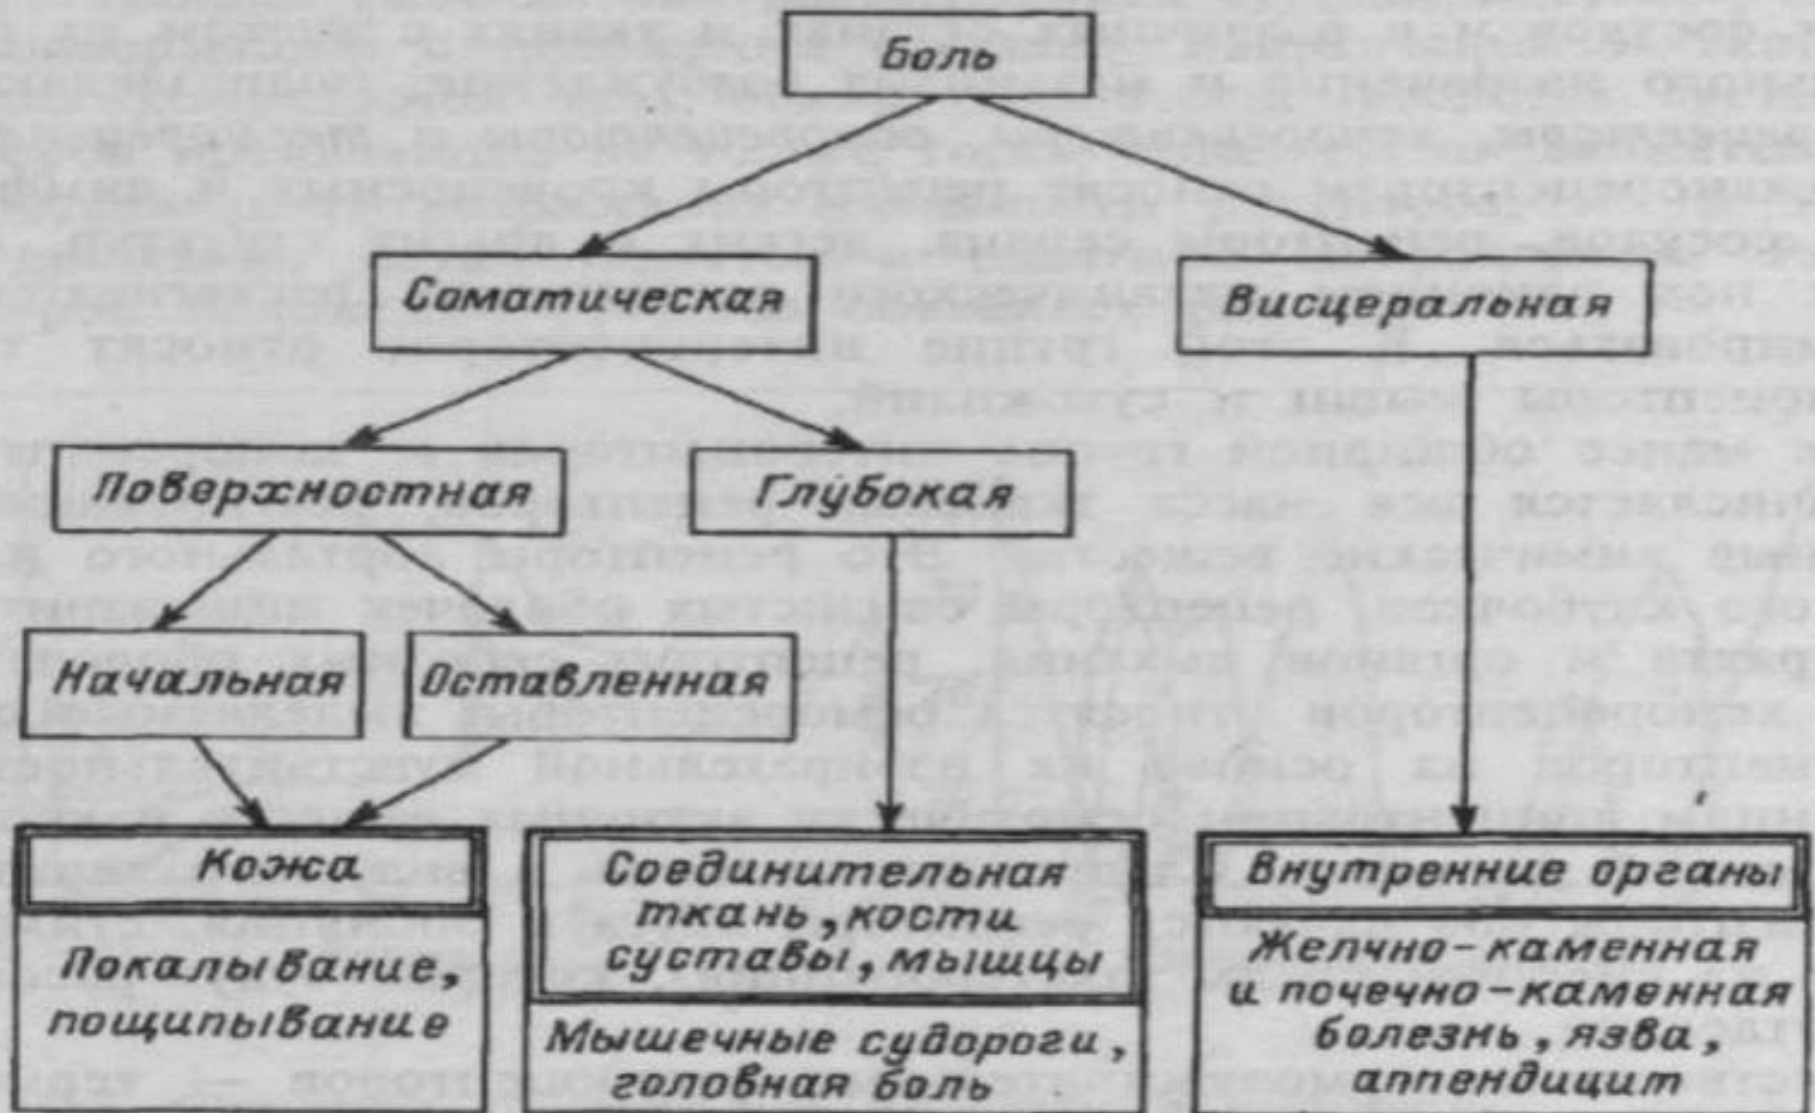 Боль
Соматическая
Висцеральная
Поверхностная
Глубокая
Начальная
Оставленная
Кожа
Покалывание,
пощипывание
Соединительная
ткань, кости
суставы, мышцы
Мышечные судороги,
головная боль
Внутренние органы
Желчно-каменная
и почечно-каменная
болезнь, язва,
аппендицит